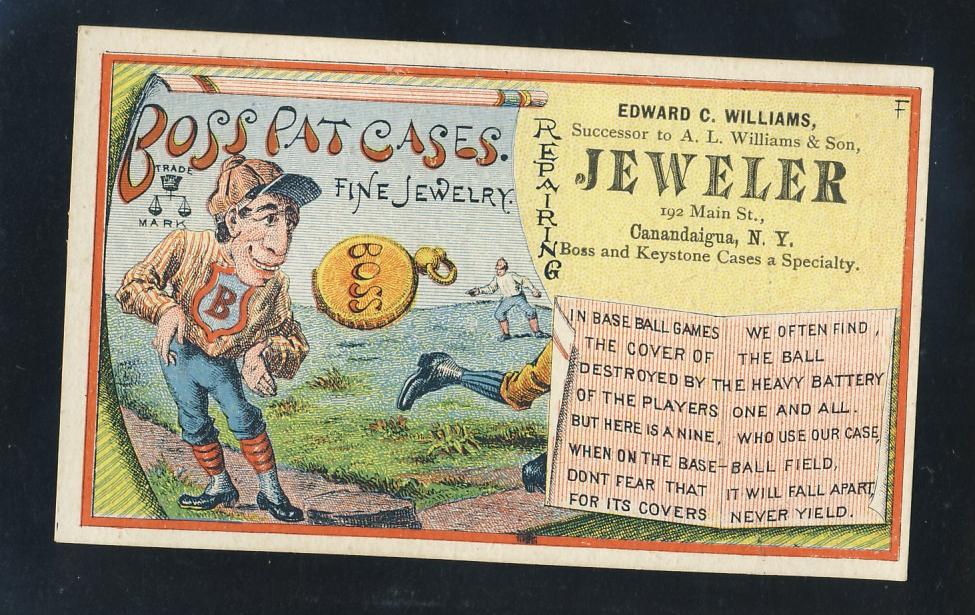 BOSS PAT CASES.
FINE JEWELRY.
TRADE
MARK
B
BOSS
REPAIRING
F
EDWARD C. WILLIAMS,
Successor to A. L. Williams & Son,
JEWELER
192 Main St.,
Canandaigua, N. Y.
Boss and Keystone Cases a Specialty.
IN BASE BALL GAMES WE OFTEN FIND,
THE COVER OF THE BALL
DESTROYED BY THE HEAVY BATTERY
OF THE PLAYERS ONE AND ALL.
BUT HERE IS A NINE, WHO USE OUR CASE,
WHEN ON THE BASE-BALL FIELD,
DONT FEAR THAT IT WILL FALL APART,
FOR ITS COVERS NEVER YIELD.